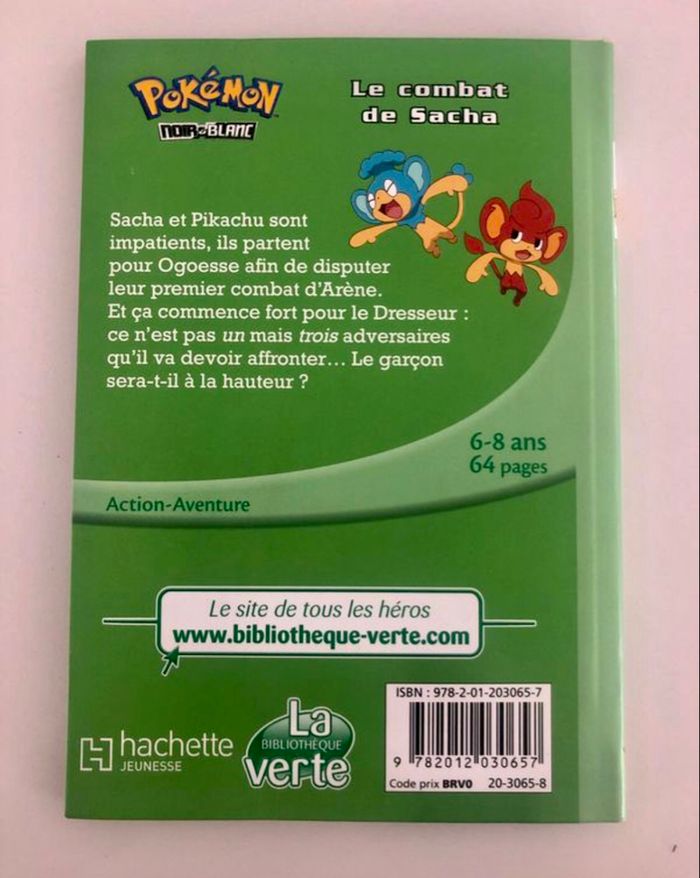 POKéMON
NOIR & BLANC
Le combat
de Sacha
Sacha et Pikachu sont
impatients, ils partent
pour Ogoesse afin de disputer
leur premier combat d'Arène.
Et ça commence fort pour le Dresseur :
ce n'est pas un mais trois adversaires
qu'il va devoir affronter... Le garçon
sera-t-il à la hauteur ?
6-8 ans
64 pages
Action-Aventure
Le site de tous les héros
www.bibliotheque-verte.com
hachette
JEUNESSE
La
BIBLIOTHÈQUE
verte
ISBN : 978-2-01-203065-7
9 782012 030657
Code prix BRV0 20-3065-8